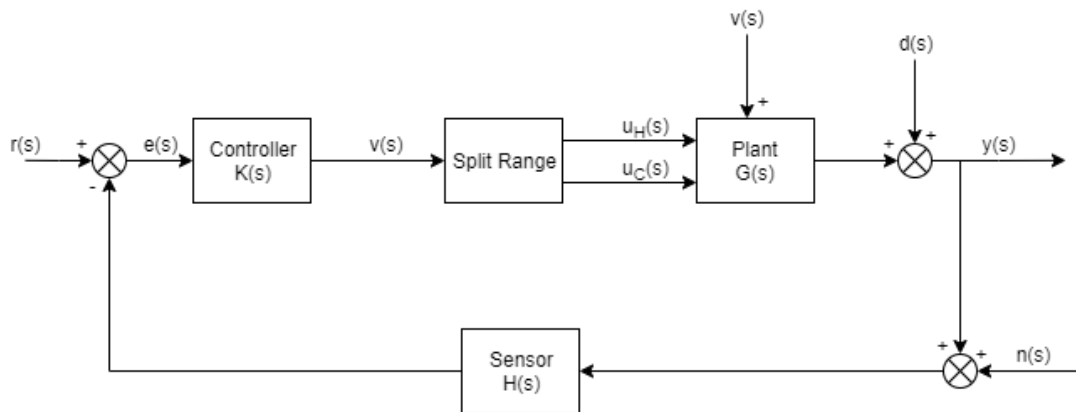 v(s)
d(s)
r(s)
+
-
e(s)
Controller
K(s)
v(s)
Split Range
u_H(s)
u_C(s)
+
Plant
G(s)
+
+
y(s)
Sensor
H(s)
+
+
n(s)